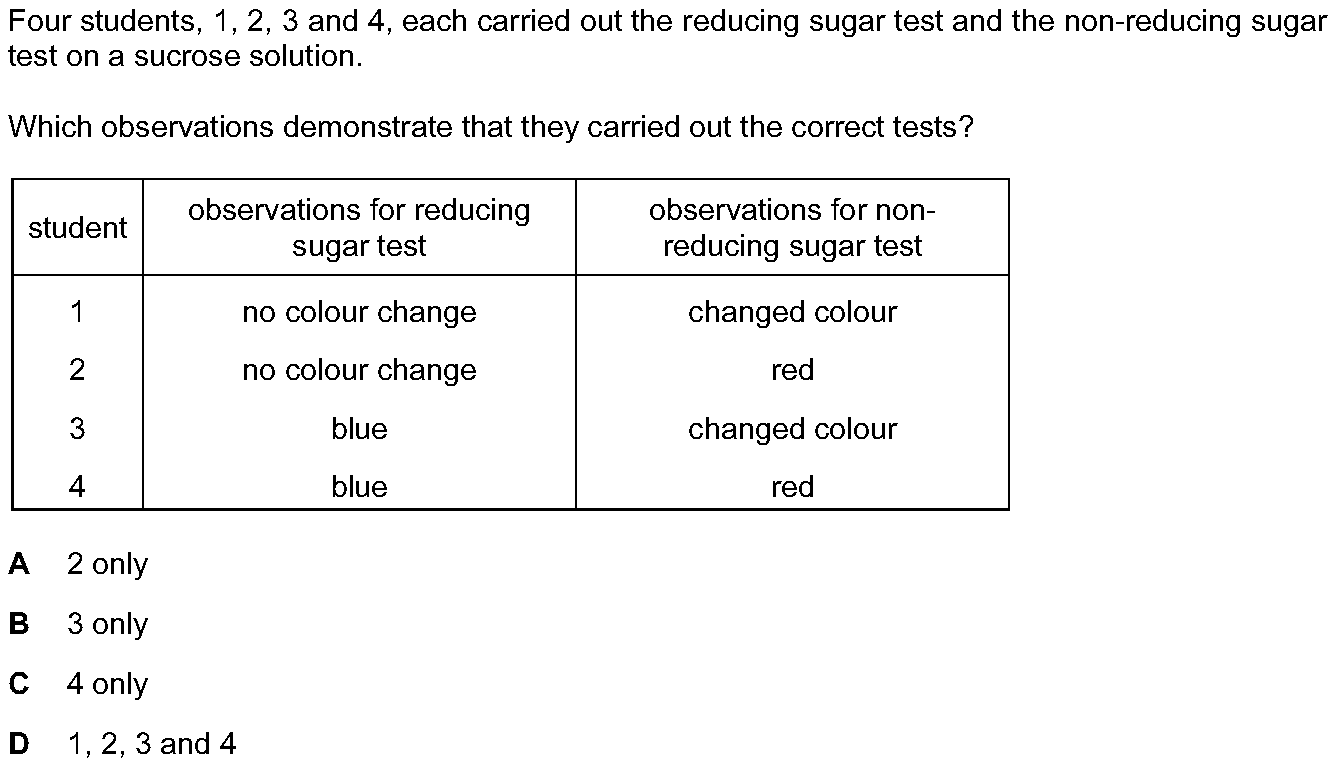 Four students, 1, 2, 3 and 4, each carried out the reducing sugar test and the non-reducing sugar
test on a sucrose solution.
Which observations demonstrate that they carried out the correct tests?
student
observations for reducing
sugar test
observations for non-
reducing sugar test
1 no colour change changed colour
2 no colour change red
3 blue changed colour
4 blue red
A 2 only
B 3 only
C 4 only
D 1, 2, 3 and 4